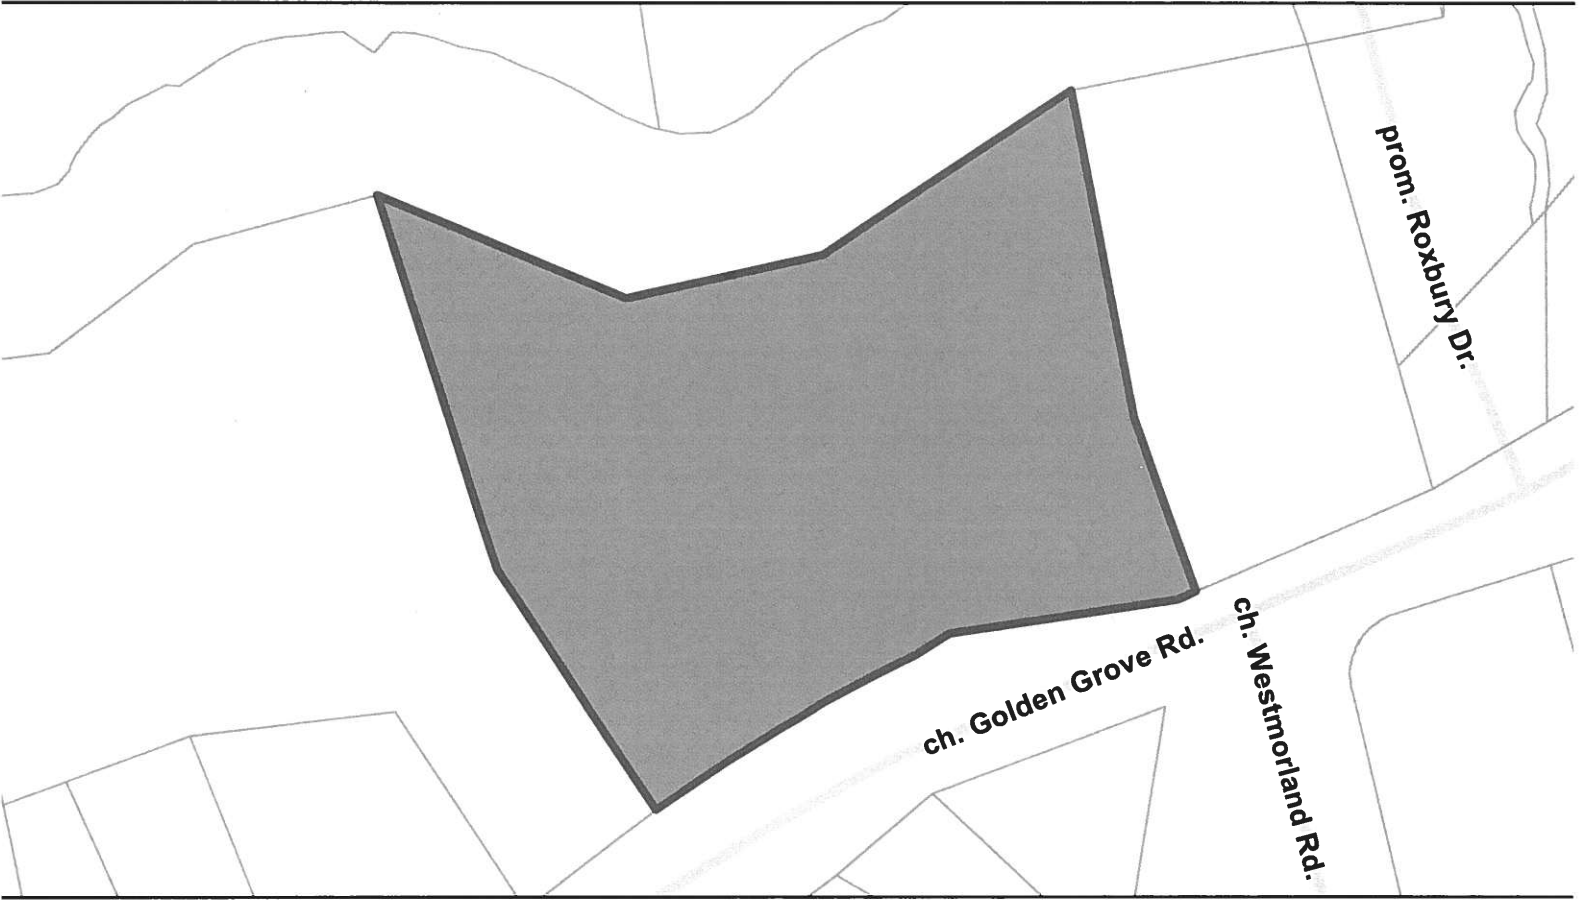 prom. Roxbury Dr.
ch. Golden Grove Rd.
ch. Westmorland Rd.